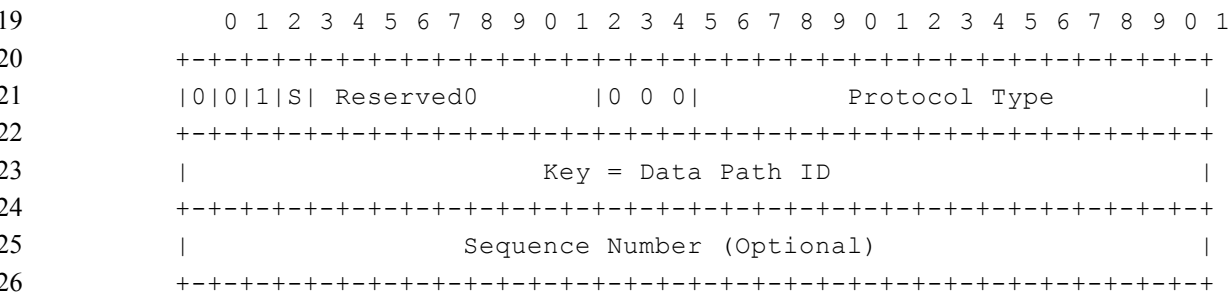 19 0 1 2 3 4 5 6 7 8 9 0 1 2 3 4 5 6 7 8 9 0 1 2 3 4 5 6 7 8 9 0 1
20 +-+-+-+-+-+-+-+-+-+-+-+-+-+-+-+-+-+-+-+-+-+-+-+-+-+-+-+-+-+-+-+-+
21 |0|0|1|S| Reserved0 |0 0 0| Protocol Type |
22 +-+-+-+-+-+-+-+-+-+-+-+-+-+-+-+-+-+-+-+-+-+-+-+-+-+-+-+-+-+-+-+-+
23 | Key = Data Path ID |
24 +-+-+-+-+-+-+-+-+-+-+-+-+-+-+-+-+-+-+-+-+-+-+-+-+-+-+-+-+-+-+-+-+
25 | Sequence Number (Optional) |
26 +-+-+-+-+-+-+-+-+-+-+-+-+-+-+-+-+-+-+-+-+-+-+-+-+-+-+-+-+-+-+-+-+